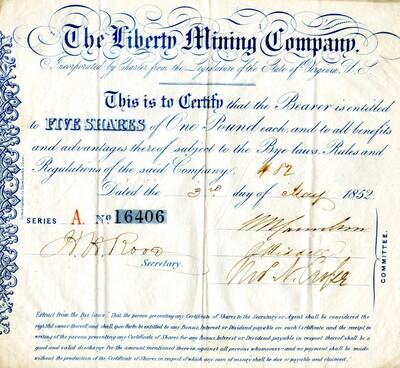 The Liberty Mining Company.
Incorporated by Charter from the Legislature of the State of Virginia, U.S.
This is to Certify that the Bearer is entitled
to FIVE SHARES of One Pound each, and to all benefits
and advantages thereof subject to the Bye-laws, Rules and
Regulations of the said Company. 482
Dated the 3rd day of May 1852.
SERIES A. No 16406
Secretary.
COMMITTEE.
Extract from the Bye-laws "That the person presenting any Certificate of Shares to the Secretary or Agent shall be considered the
rightful owner thereof and shall upon thereto be entitled to any Bonus, Interest or Dividend payable on such Certificate, and the receipt in
writing of the persons presenting any Certificate of Shares for any Bonus, Interest or Dividend payable in respect thereof shall be a
good and valid discharge for the amount mentioned therein against all persons whomsoever—and no payment shall be made
without the production of the Certificate of Shares in respect of which any sum of money shall be due or payable and claimed."